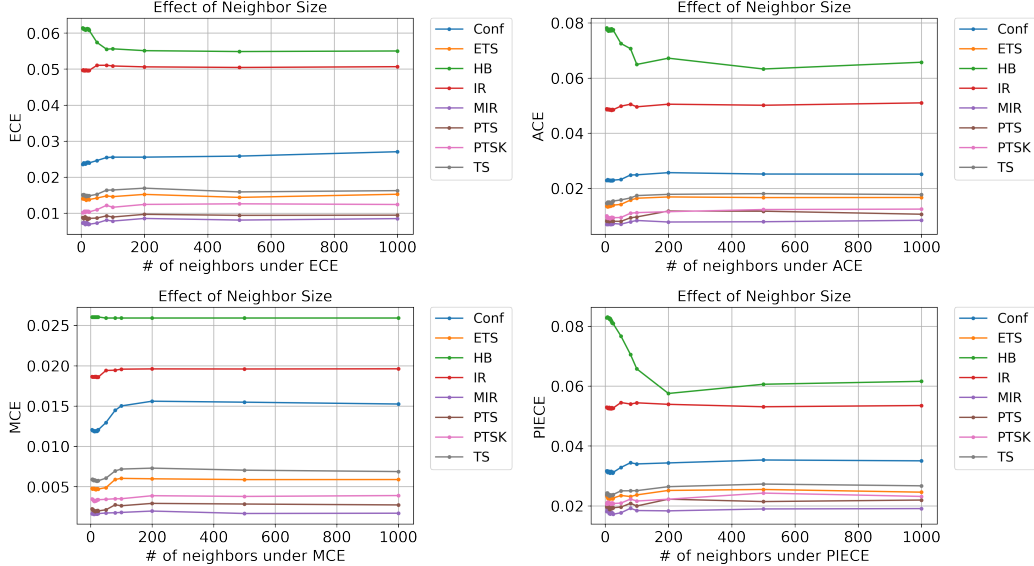 Effect of Neighbor Size
ECE
0.06
0.05
0.04
0.03
0.02
0.01
0
200
400
600
800
1000
# of neighbors under ECE
Conf
ETS
HB
IR
MIR
PTS
PTSK
TS
Effect of Neighbor Size
ACE
0.08
0.06
0.04
0.02
0
200
400
600
800
1000
# of neighbors under ACE
Conf
ETS
HB
IR
MIR
PTS
PTSK
TS
Effect of Neighbor Size
MCE
0.025
0.020
0.015
0.010
0.005
0
200
400
600
800
1000
# of neighbors under MCE
Conf
ETS
HB
IR
MIR
PTS
PTSK
TS
Effect of Neighbor Size
PIECE
0.08
0.06
0.04
0.02
0
200
400
600
800
1000
# of neighbors under PIECE
Conf
ETS
HB
IR
MIR
PTS
PTSK
TS